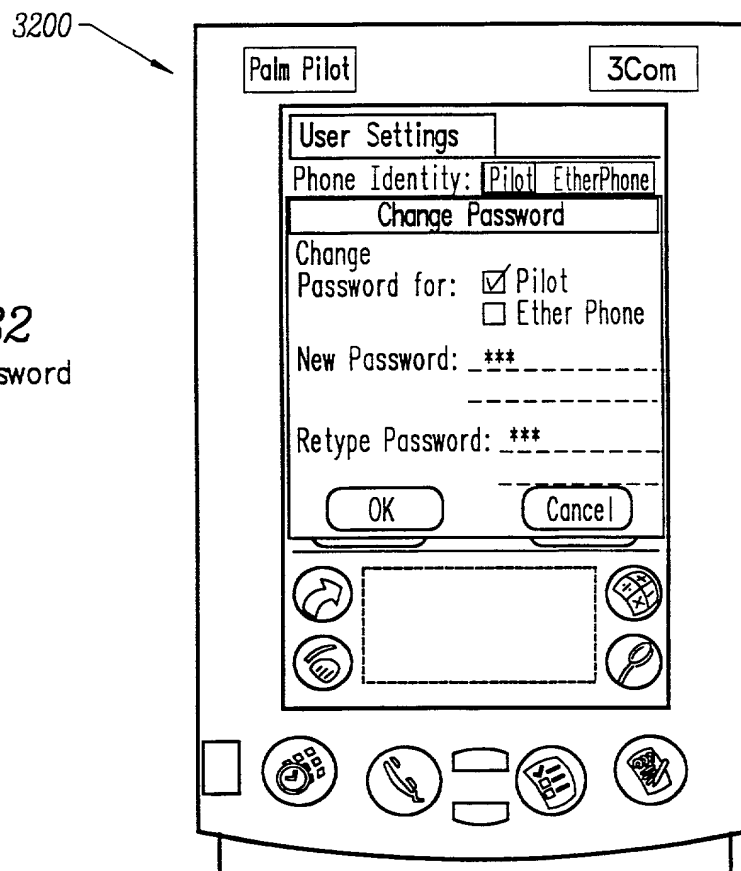 3200
Palm Pilot 3Com
User Settings
Phone Identity: Pilot EtherPhone
Change Password
Change
Password for: Pilot
Ether Phone
New Password: ***
Retype Password: ***
OK Cancel